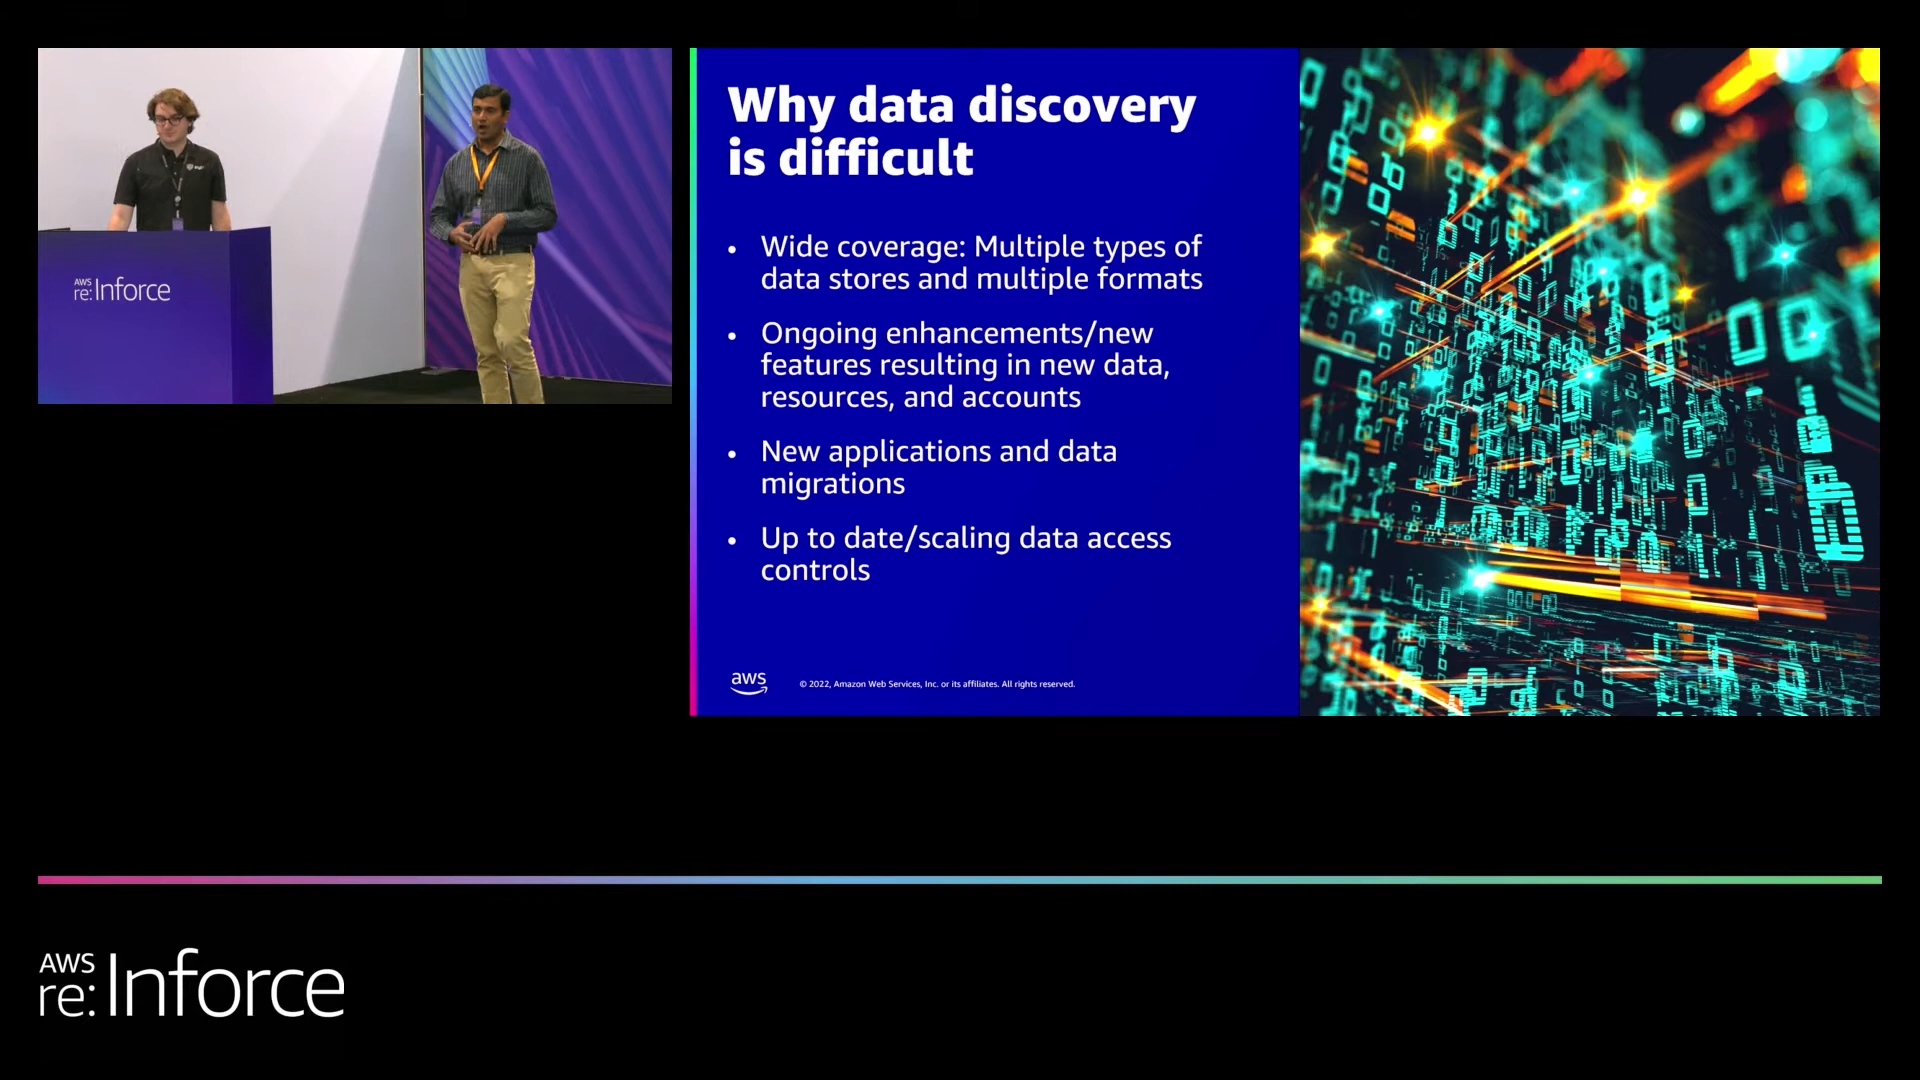 AWS
re:Inforce
Why data discovery
is difficult
• Wide coverage: Multiple types of
data stores and multiple formats
• Ongoing enhancements/new
features resulting in new data,
resources, and accounts
• New applications and data
migrations
• Up to date/scaling data access
controls
aws
© 2022, Amazon Web Services, Inc. or its affiliates. All rights reserved.
AWS
re:Inforce